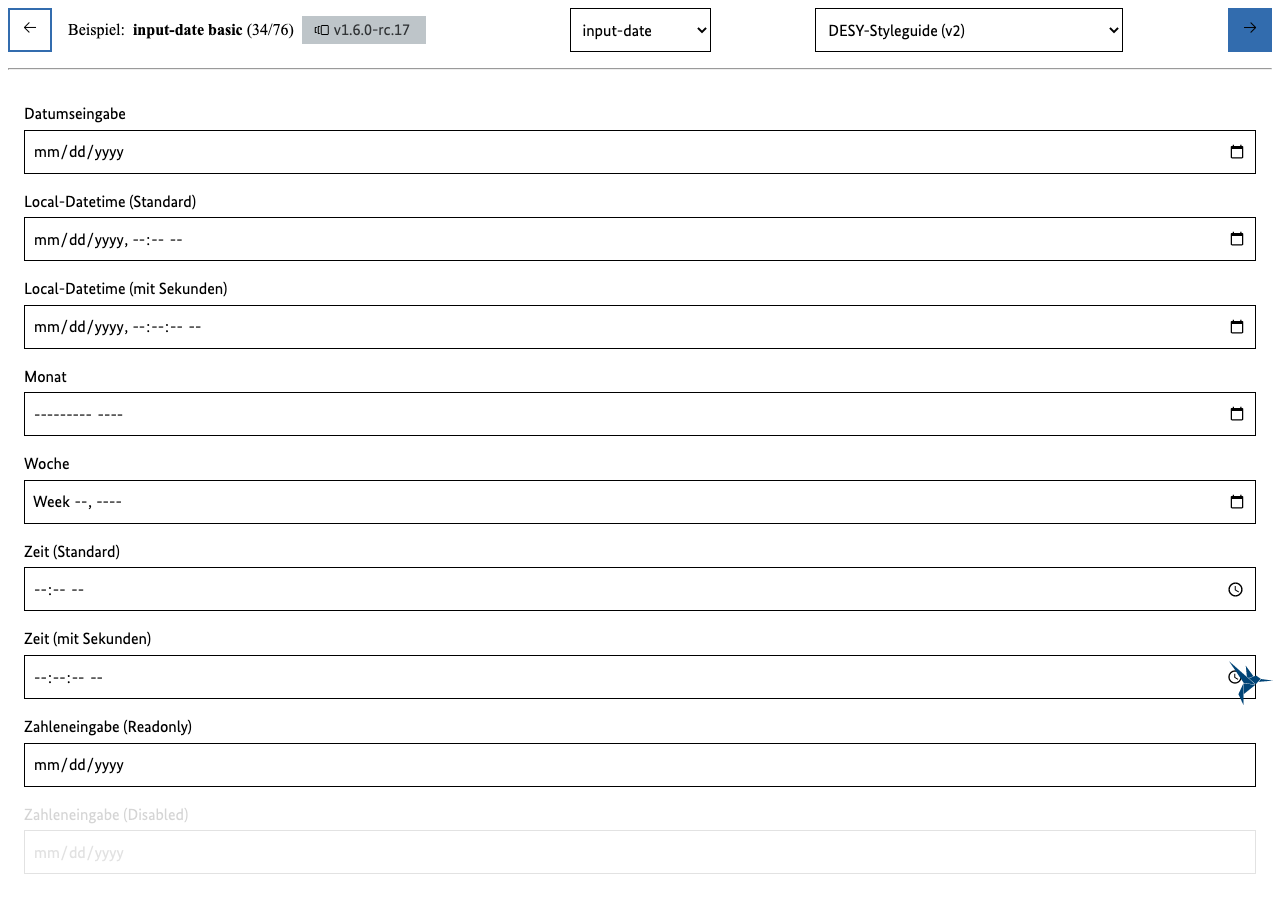 Beispiel: input-date basic (34/76) v1.6.0-rc.17 input-date DESY-Styleguide (v2)
Datumseingabe
mm/dd/yyyy
Local-Datetime (Standard)
mm/dd/yyyy, --:-- --
Local-Datetime (mit Sekunden)
mm/dd/yyyy, --:--:-- --
Monat
--------- ----
Woche
Week --, ----
Zeit (Standard)
--:-- --
Zeit (mit Sekunden)
--:--:-- --
Zahleneingabe (Readonly)
mm/dd/yyyy
Zahleneingabe (Disabled)
mm/dd/yyyy